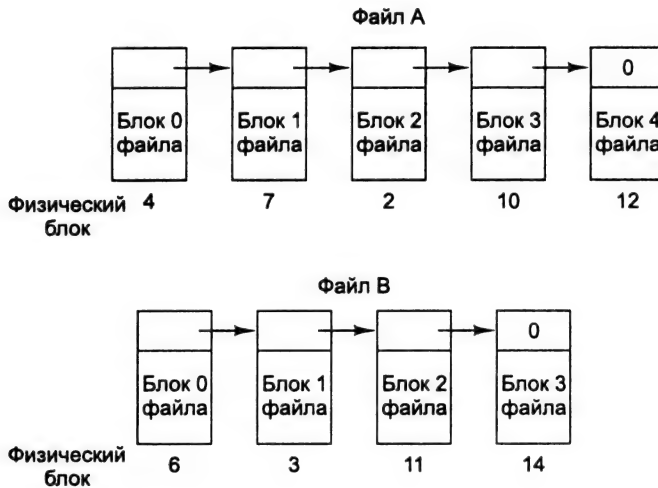 Файл A
0
Блок 0 Блок 1 Блок 2 Блок 3 Блок 4
файла файла файла файла файла
Физический 4 7 2 10 12
блок
Файл B
0
Блок 0 Блок 1 Блок 2 Блок 3
файла файла файла файла
Физический 6 3 11 14
блок